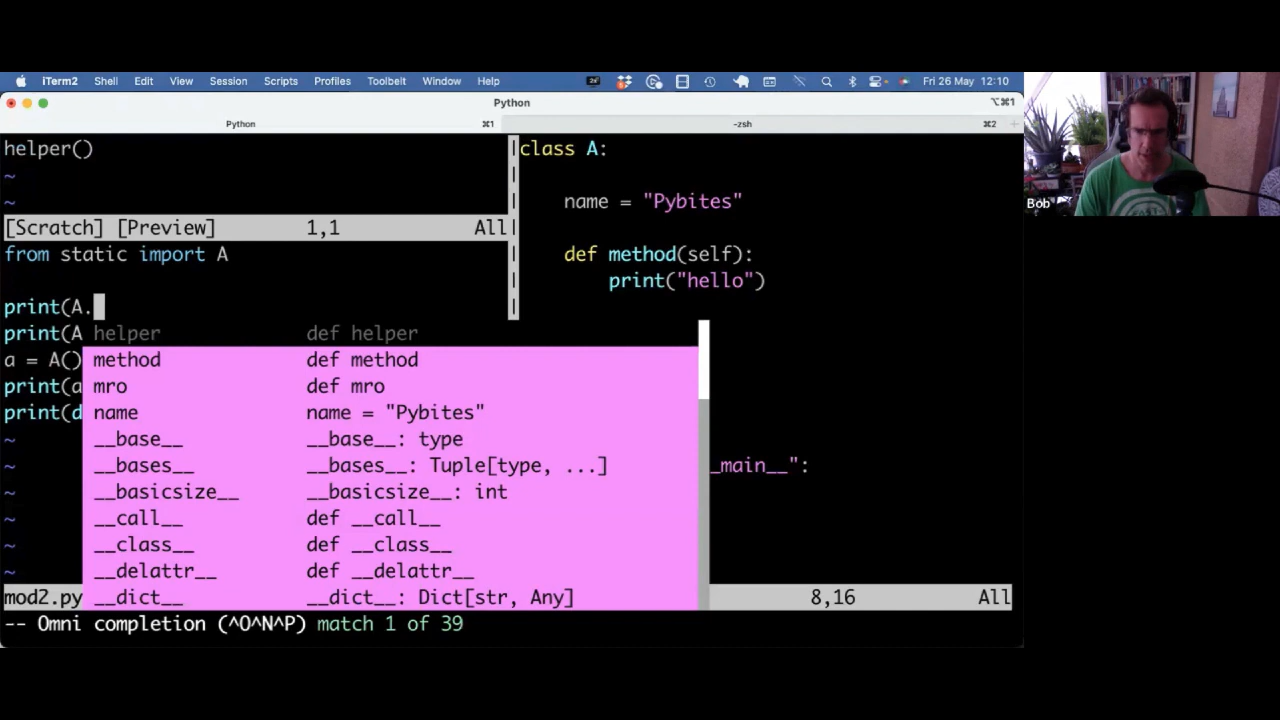 iTerm2 Shell Edit View Session Scripts Profiles Toolbelt Window Help Fri 26 May 12:10
Python ⌥⌘1
Python ⌘1 -zsh ⌘2
helper()
~
~
[Scratch] [Preview] 1,1 All
from static import A
print(A.
print(A
a = A()
print(a
print(d
~
~
~
~
~
~
~
mod2.py
helper def helper
method def method
mro def mro
name name = "Pybites"
__base__ __base__: type
__bases__ __bases__: Tuple[type, ...]
__basicsize__ __basicsize__: int
__call__ def __call__
__class__ def __class__
__delattr__ def __delattr__
__dict__ __dict__: Dict[str, Any]
class A:
name = "Pybites"
def method(self):
print("hello")
_main__":
8,16 All
-- Omni completion (^O^N^P) match 1 of 39
Bob